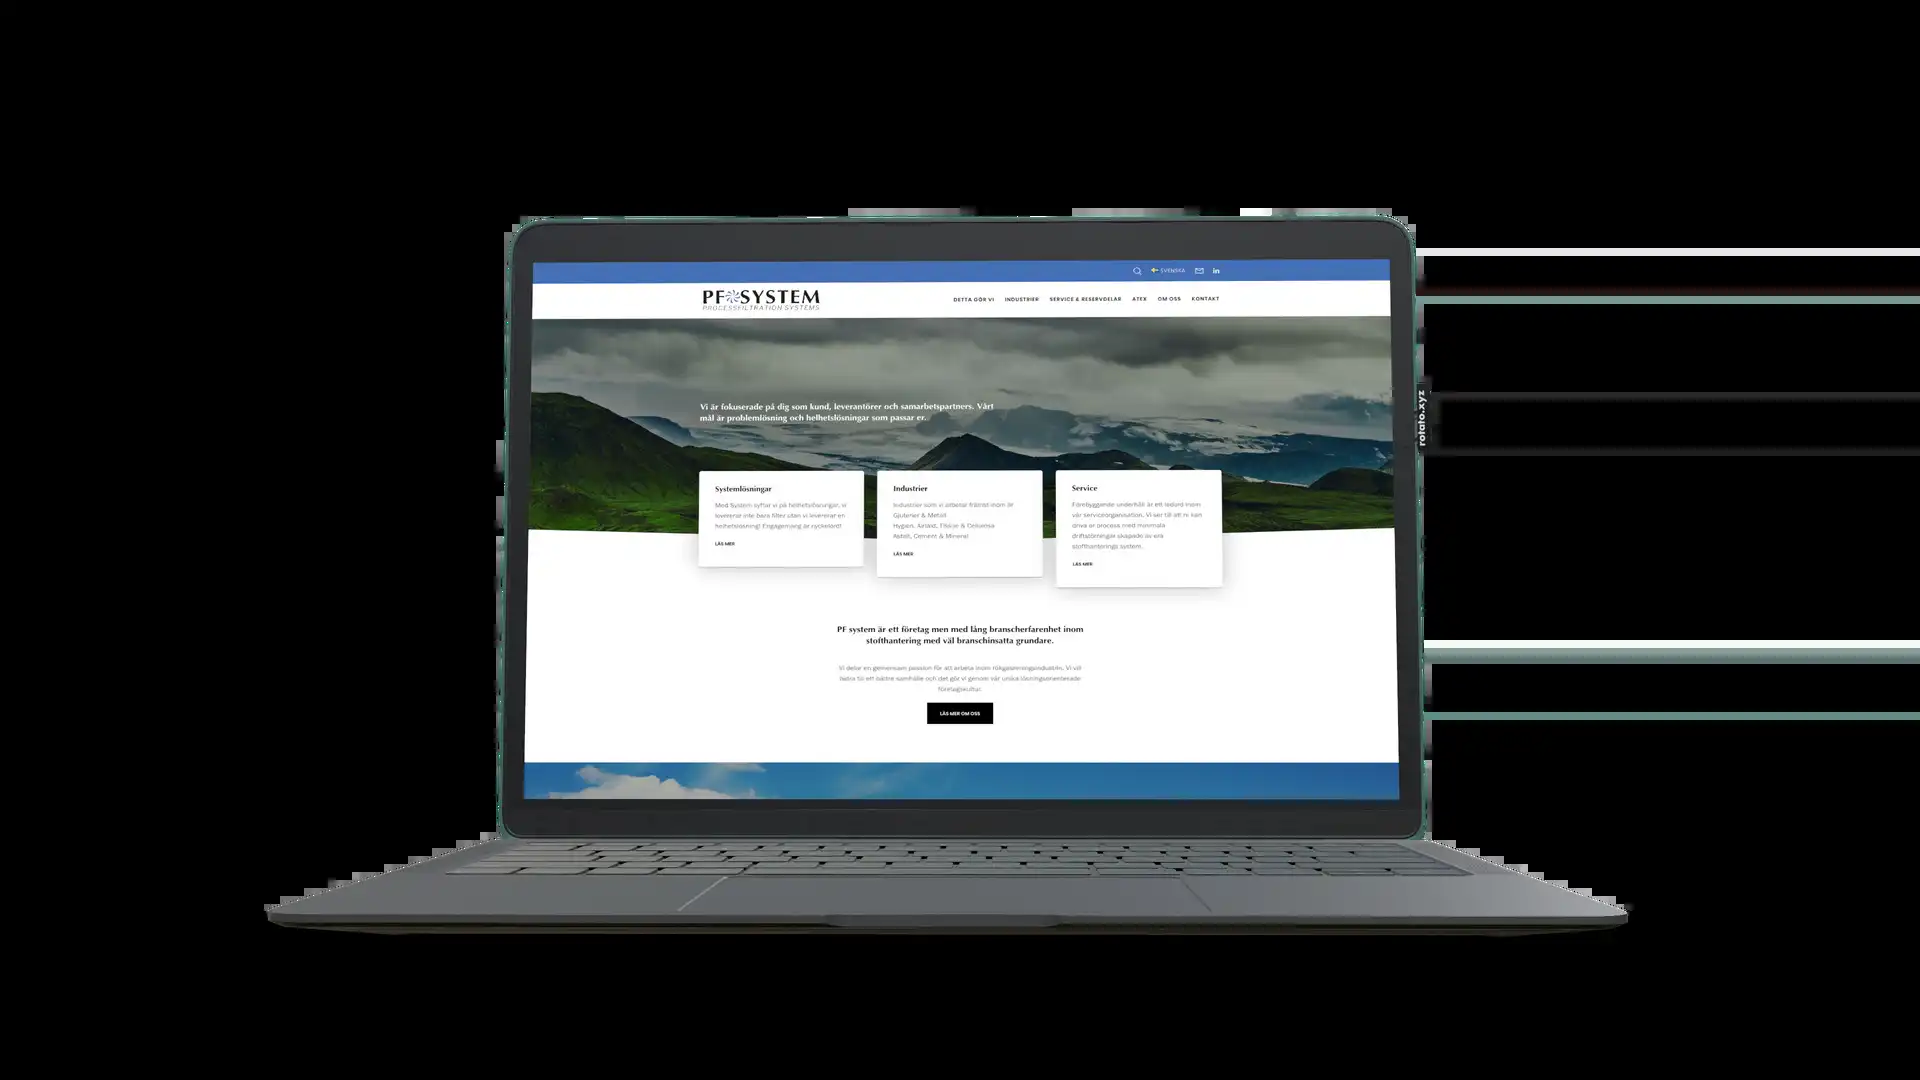 SVENSKA
in
PF SYSTEM
PROCESSFILTRATION SYSTEMS
DETTA GÖR VI INDUSTRIER SERVICE & RESERVDELAR ATEX OM OSS KONTAKT
Vi är fokuserade på dig som kund, leverantörer och samarbetspartners. Vårt
mål är problemlösning och helhetslösningar som passar er.
Systemlösningar
Med System syftar vi på helhetslösningar, vi
levererar inte bara filter utan vi levererar en
helhetslösning! Engagemang är nyckelord!
LÄS MER
Industrier
Industrier som vi arbetar främst inom är
Gjuterier & Metall
Hygien, Airlaid, Tissue & Cellulosa
Asfalt, Cement & Mineral
LÄS MER
Service
Förebyggande underhåll är ett ledord inom
vår serviceorganisation. Vi ser till att ni kan
driva er process med minimala
driftstörningar skapade av era
stofthanterings system.
LÄS MER
PF system är ett företag men med lång branscherfarenhet inom
stofthantering med väl branschinsatta grundare.
Vi delar en gemensam passion för att arbeta inom rökgasreningsindustrin. Vi vill
bidra till ett bättre samhälle och det gör vi genom vår unika lösningsorienterade
företagskultur.
LÄS MER OM OSS
rotato.xyz